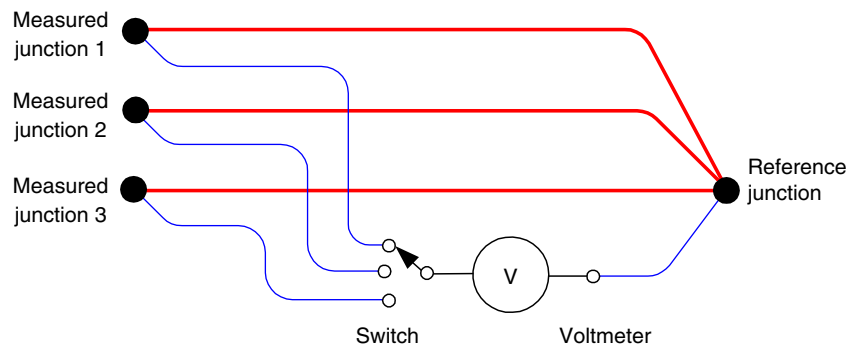 Measured
junction 1
Measured
junction 2
Measured
junction 3
Reference
junction
V
Switch
Voltmeter